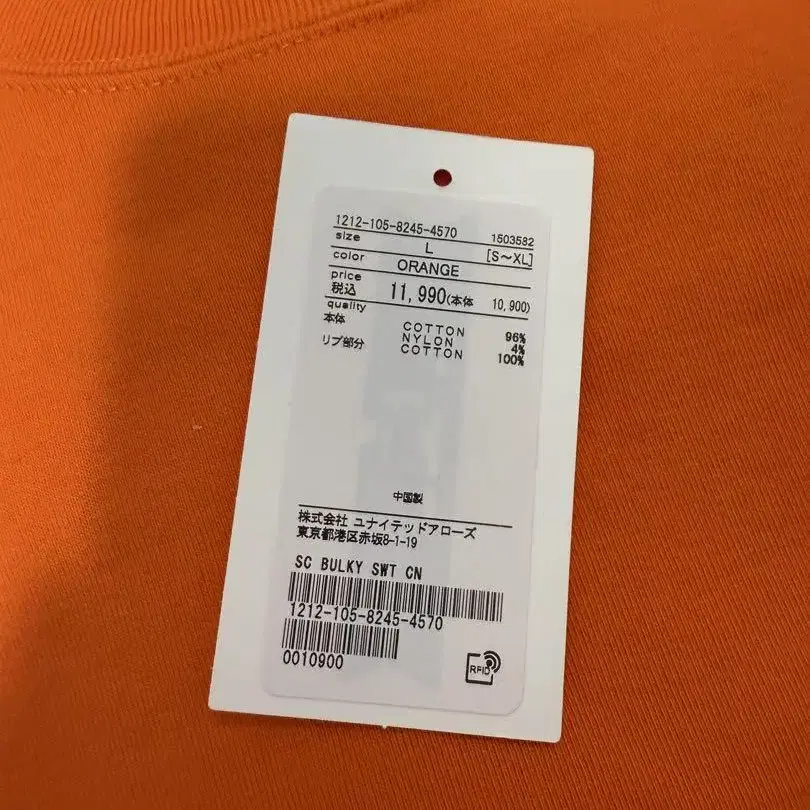 1212-105-8245-4570 1503582
size L [S～XL]
color ORANGE
price
税込 11,990(本体 10,900)
quality
本体 COTTON 96%
NYLON 4%
リブ部分 COTTON 100%
中国製
株式会社 ユナイテッドアローズ
東京都港区赤坂8-1-19
SC BULKY SWT CN
1212-105-8245-4570
0010900
RFID